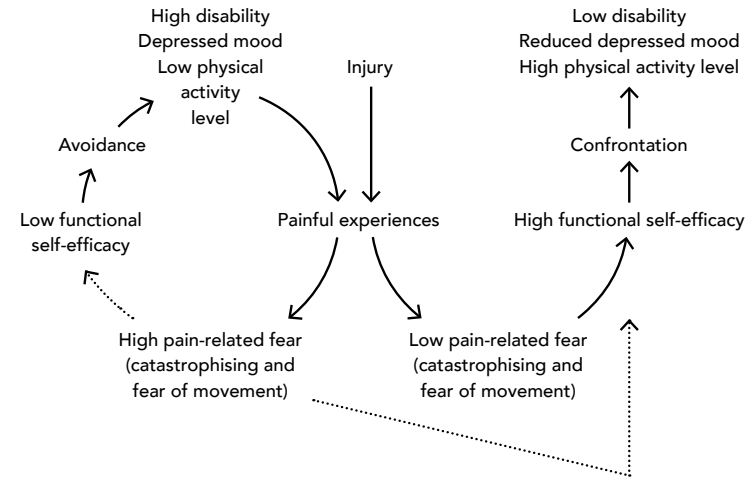 High disability
Depressed mood
Low physical
activity
level
Injury
Low disability
Reduced depressed mood
High physical activity level
Avoidance
Confrontation
Low functional
self-efficacy
Painful experiences
High functional self-efficacy
High pain-related fear
(catastrophising and
fear of movement)
Low pain-related fear
(catastrophising and
fear of movement)